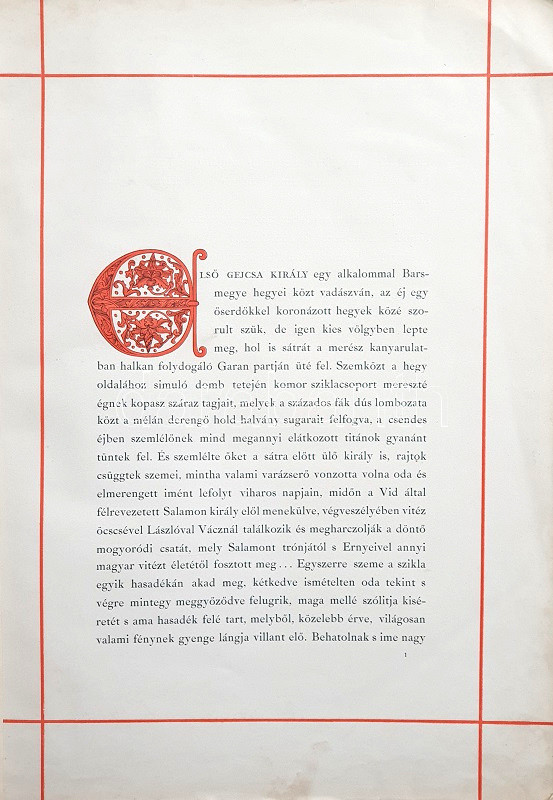 ELSŐ GEJCSA KIRÁLY egy alkalommal Bars-
megye hegyei közt vadászván, az éj egy
őserdőkkel koronázott hegyek közé szo-
rult szük, de igen kies völgyben lepte
meg, hol is sátrát a merész kanyarulat-
ban halkan folydogáló Garan partján üté fel. Szemközt a hegy
oldalához simuló domb tetején komor sziklacsoport mereszté
égnek kopasz száraz tagjait, melyek a százados fák dús lombozata
közt a mélán derengő hold halvány sugarait felfogva, a csendes
éjben szemlélőnek mind megannyi elátkozott titánok gyanánt
tüntek fel. És szemlélte őket a sátra előtt ülő király is, rajtok
csüggtek szemei, mintha valami varázserő vonzotta volna oda és
elmerengett imént lefolyt viharos napjain, midőn a Vid által
félrevezetett Salamon király elől menekülve, végveszélyében vitéz
öcscsével Lászlóval Vácznál találkozik és megharczolják a döntő
mogyoródi csatát, mely Salamont trónjától s Ernyeivel annyi
magyar vitézt életétől fosztott meg... Egyszerre szeme a szikla
egyik hasadékán akad meg, kétkedve ismételten oda tekint s
végre mintegy meggyőződve felugrik, maga mellé szólitja kisé-
retét s ama hasadék felé tart, melyből, közelebb érve, világosan
valami fénynek gyenge lángja villant elő. Behatolnak s ime nagy
1